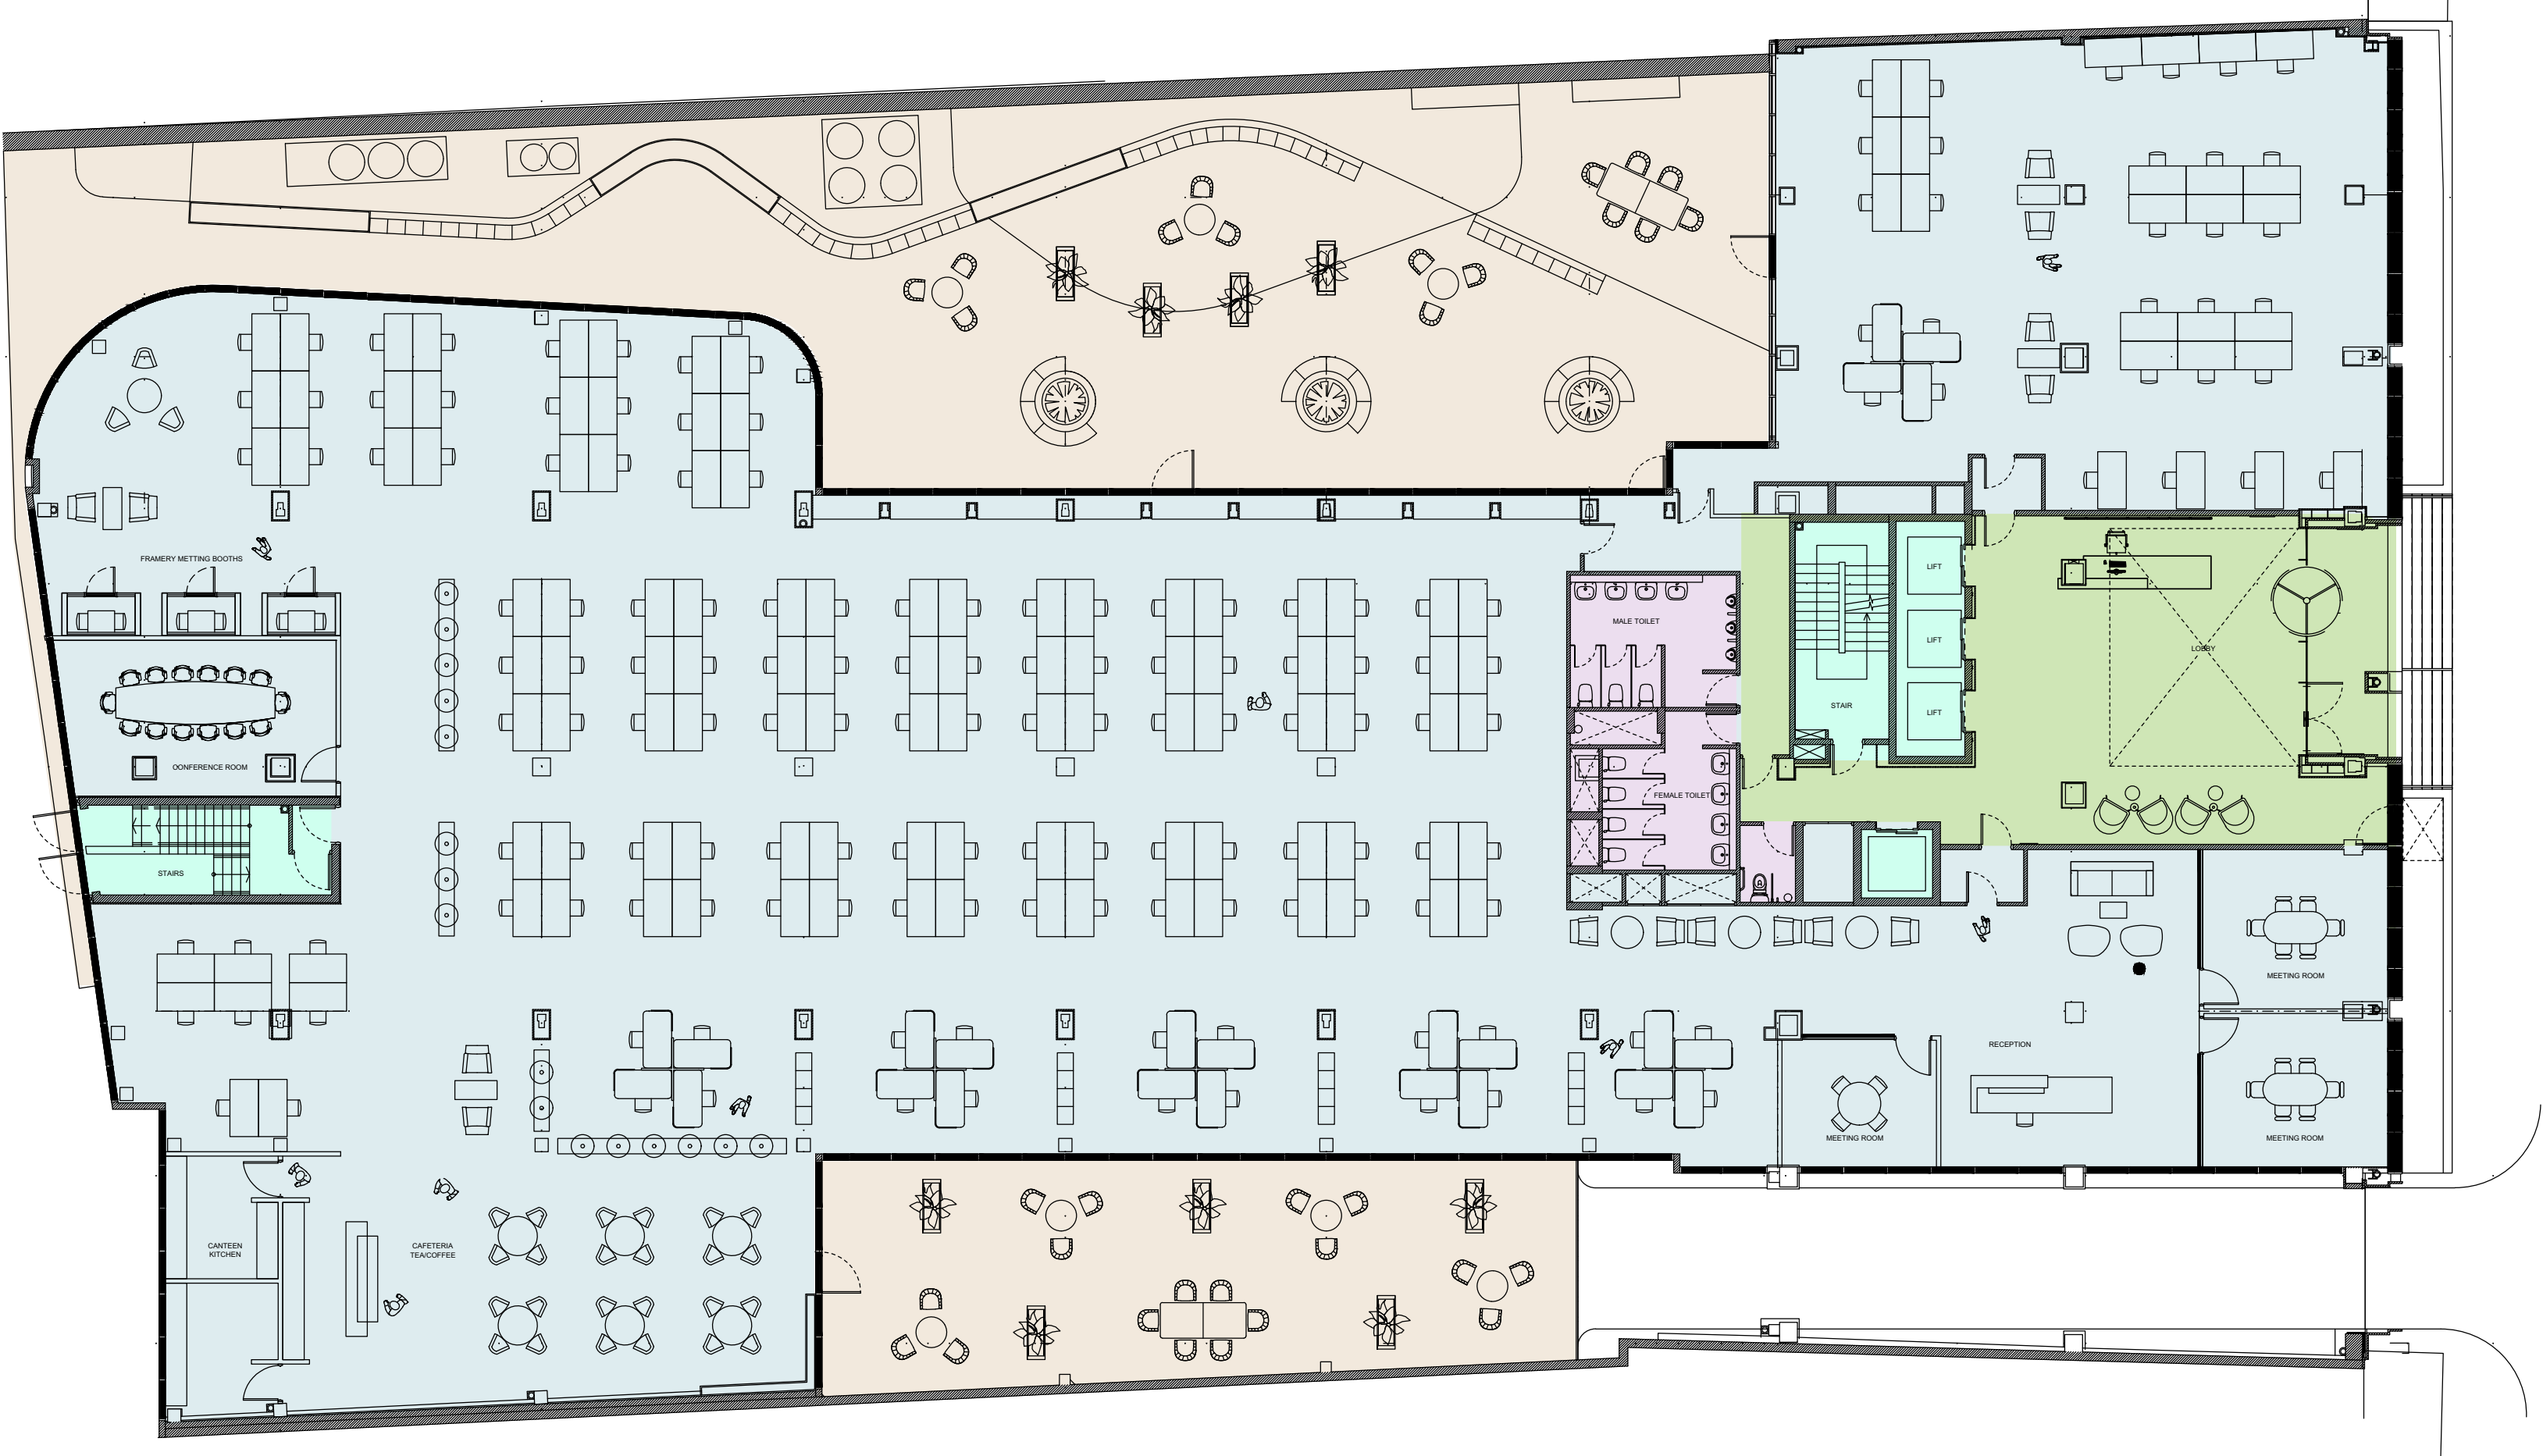 FRAMERY METTING BOOTHS
LIFT
MALE TOILET
LIFT
LOBBY
STAIR
LIFT
OONFERENCE ROOM
FEMALE TOILET
STAIRS
MEETING ROOM
RECEPTION
MEETING ROOM
MEETING ROOM
CANTEEN
KITCHEN
CAFETERIA
TEA/COFFEE